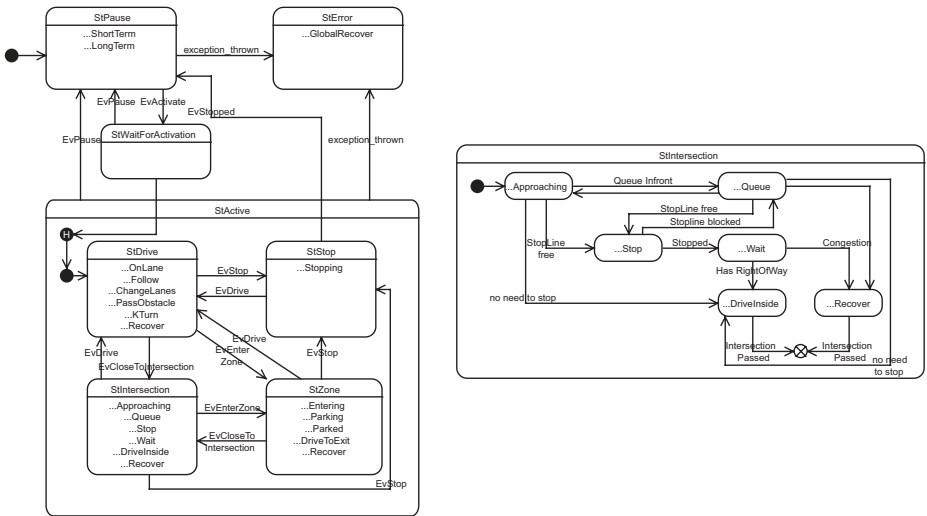 StPause
...ShortTerm
...LongTerm
StError
...GlobalRecover
exception_thrown
EvPause
EvActivate
EvStopped
StWaitForActivation
EvPause
exception_thrown
StActive
H
StDrive
...OnLane
...Follow
...ChangeLanes
...PassObstacle
...KTurn
...Recover
StStop
...Stopping
EvStop
EvDrive
EvDrive
EvEnter
Zone
EvDrive
EvCloseToIntersection
EvStop
StIntersection
...Approaching
...Queue
...Stop
...Wait
...DriveInside
...Recover
StZone
...Entering
...Parking
...Parked
...DriveToExit
...Recover
EvEnterZone
EvCloseTo
Intersection
EvStop
StIntersection
...Approaching
Queue Infront
...Queue
StopLine free
Stopline blocked
StopLine
free
...Stop
Stopped
...Wait
Congestion
Has RightOfWay
no need to stop
...DriveInside
...Recover
Intersection
Passed
Intersection
Passed
no need
to stop